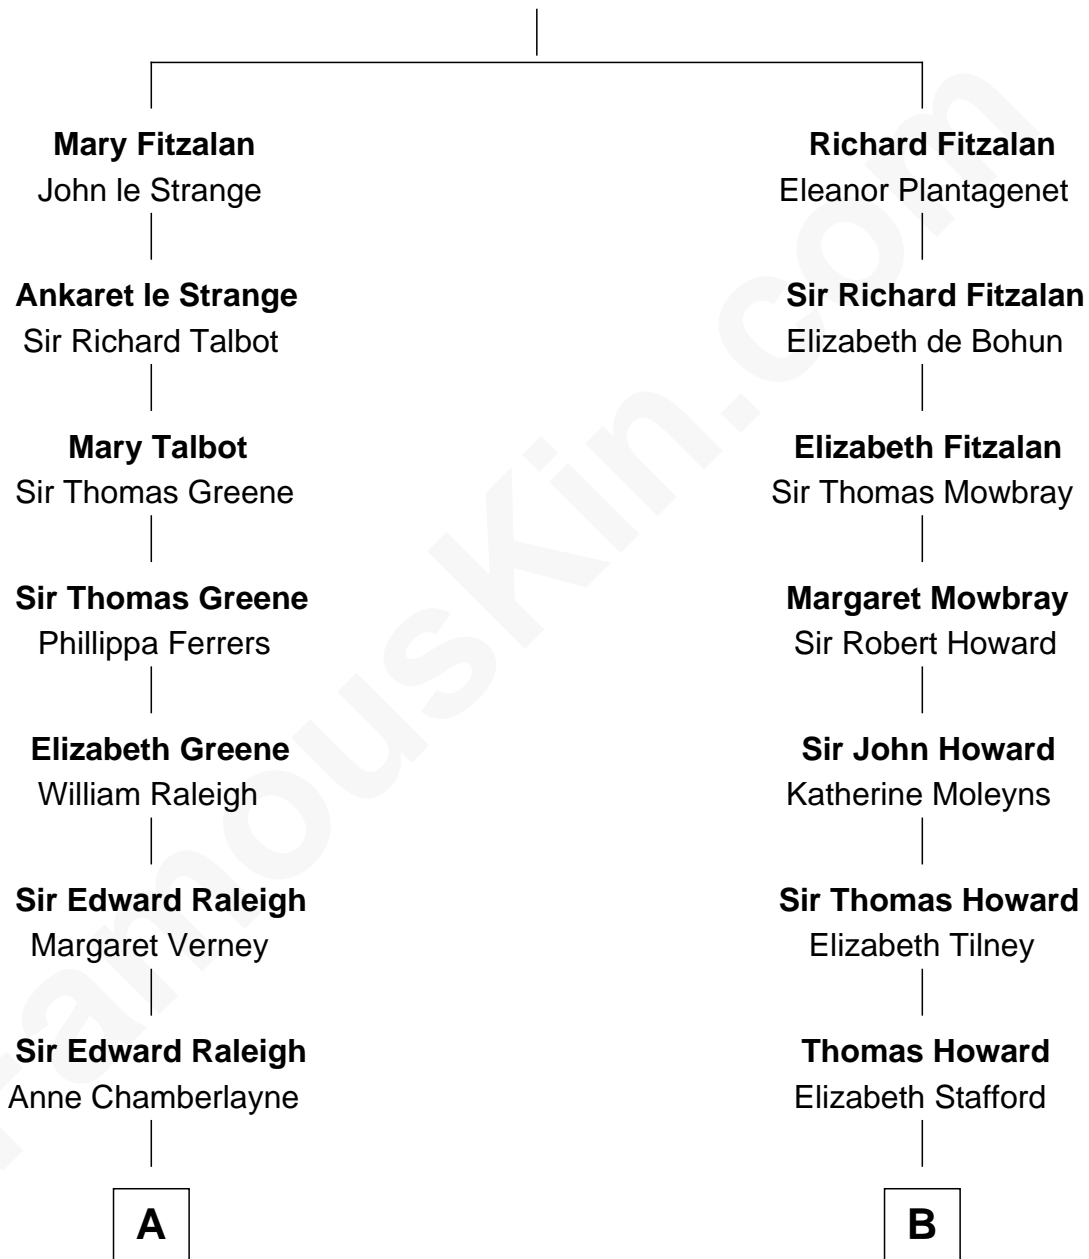 Mary Fitzalan
John le Strange
Ankaret le Strange
Sir Richard Talbot
Mary Talbot
Sir Thomas Greene
Sir Thomas Greene
Phillippa Ferrers
Elizabeth Greene
William Raleigh
Sir Edward Raleigh
Margaret Verney
Sir Edward Raleigh
Anne Chamberlayne
A
Richard Fitzalan
Eleanor Plantagenet
Sir Richard Fitzalan
Elizabeth de Bohun
Elizabeth Fitzalan
Sir Thomas Mowbray
Margaret Mowbray
Sir Robert Howard
Sir John Howard
Katherine Moleyns
Sir Thomas Howard
Elizabeth Tilney
Thomas Howard
Elizabeth Stafford
B
FamousKin.com